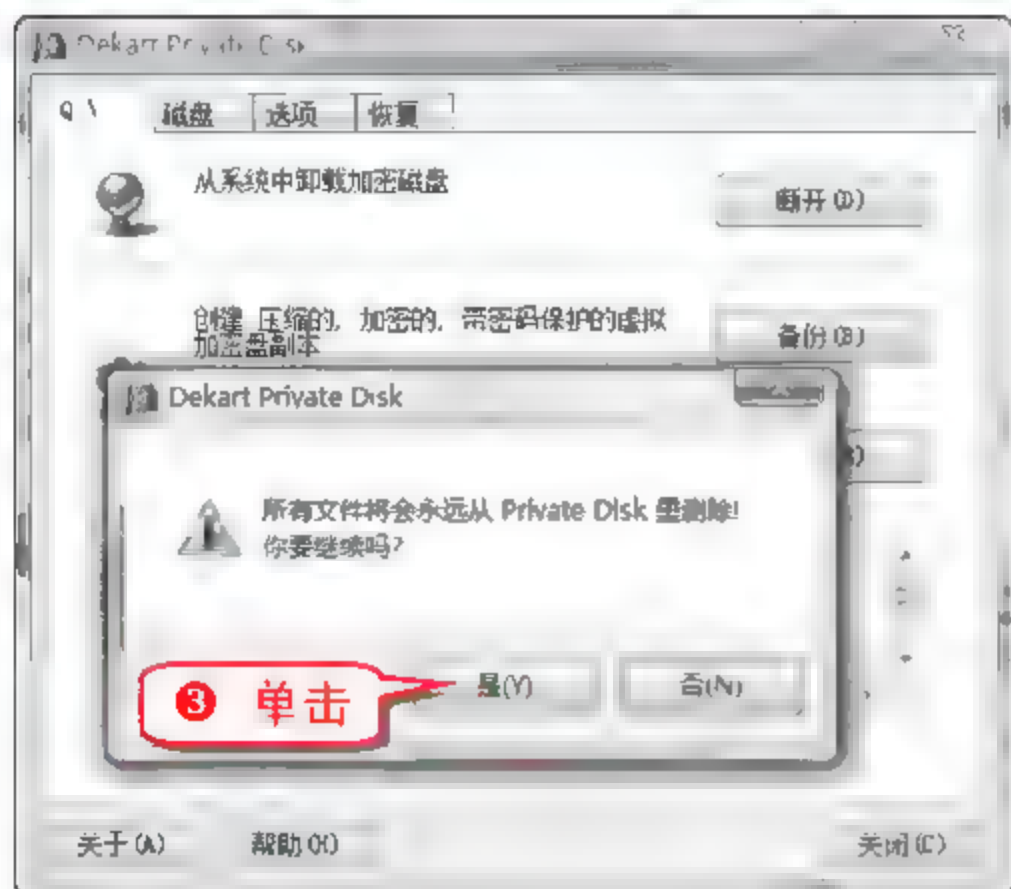 Dekart Private Disk
Q:\ 磁盘 选项 恢复
从系统中卸载加密磁盘
断开(D)
创建 压缩的, 加密的, 带密码保护的虚拟
加密盘副本
备份(B)
Dekart Private Disk
所有文件将会永远从 Private Disk 里删除!
你要继续吗?
❸ 单击
是(Y)
否(N)
关于(A)
帮助(H)
关闭(C)